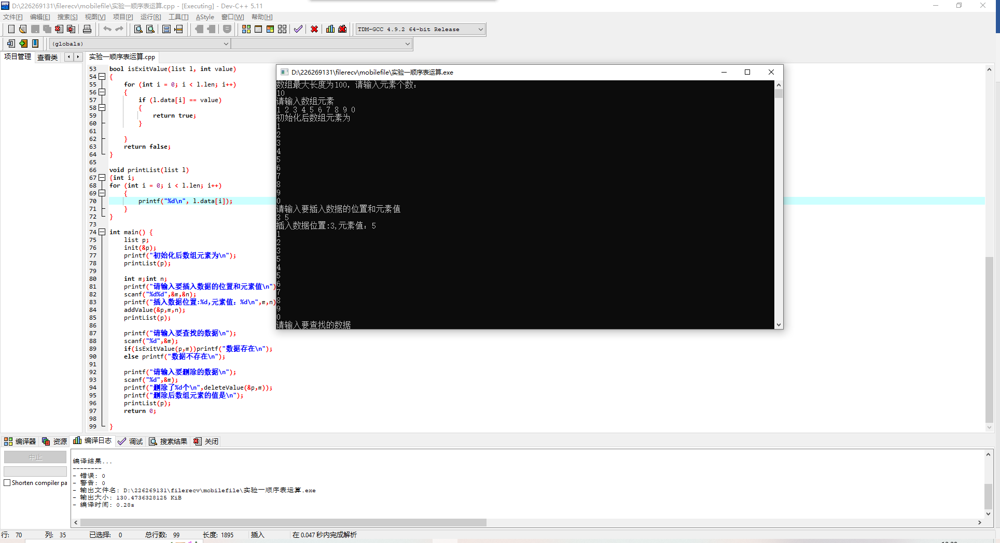 D:\226269131\filerecv\mobilefile\实验一顺序表运算.cpp - [Executing] - Dev-C++ 5.11
文件[F] 编辑[E] 搜索[S] 视图[V] 项目[P] 运行[R] 工具[T] AStyle 窗口[W] 帮助[H]
TDM-GCC 4.9.2 64-bit Release
(globals)
项目管理 查看类 实验一顺序表运算.cpp
53 bool isExitValue(list l, int value)
54 {
55 for (int i = 0; i < l.len; i++)
56 {
57 if (l.data[i] == value)
58 {
59 return true;
60 }
61
62 }
63 return false;
64 }
65
66 void printList(list l)
67 {int i;
68 for (int i = 0; i < l.len; i++)
69 {
70 printf("%d\n", l.data[i]);
71 }
72 }
73
74 int main() {
75 list p;
76 init(&p);
77 printf("初始化后数组元素为\n");
78 printList(p);
79
80 int m;int n;
81 printf("请输入要插入数据的位置和元素值\n")
82 scanf("%d%d",&m,&n);
83 printf("插入数据位置:%d,元素值：%d\n",m,n)
84 addValue(&p,m,n);
85 printList(p);
86
87 printf("请输入要查找的数据\n");
88 scanf("%d",&m);
89 if(isExitValue(p,m))printf("数据存在\n");
90 else printf("数据不存在\n");
91
92 printf("请输入要删除的数据\n");
93 scanf("%d",&m);
94 printf("删除了%d个\n",deleteValue(&p,m));
95 printf("删除后数组元素的值是\n");
96 printList(p);
97 return 0;
98
99 }
D:\226269131\filerecv\mobilefile\实验一顺序表运算.exe
数组最大长度为100，请输入元素个数：
10
请输入数组元素
1 2 3 4 5 6 7 8 9 0
初始化后数组元素为
1
2
3
4
5
6
7
8
9
0
请输入要插入数据的位置和元素值
3 5
插入数据位置:3,元素值：5
1
2
3
5
4
5
6
7
8
9
0
请输入要查找的数据
编译器 资源 编译日志 调试 搜索结果 关闭
中止
Shorten compiler pa
编译结果...
--------
- 错误: 0
- 警告: 0
- 输出文件名: D:\226269131\filerecv\mobilefile\实验一顺序表运算.exe
- 输出大小: 130.4736328125 KiB
- 编译时间: 0.28s
行: 70 列: 35 已选择: 0 总行数: 99 长度: 1895 插入 在 0.047 秒内完成解析